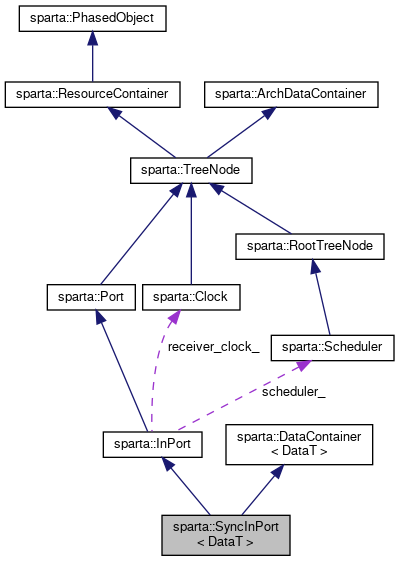 sparta::PhasedObject
sparta::ResourceContainer
sparta::ArchDataContainer
sparta::TreeNode
sparta::RootTreeNode
sparta::Port
sparta::Clock
receiver_clock_
sparta::Scheduler
scheduler_
sparta::InPort
sparta::DataContainer
< DataT >
sparta::SyncInPort
< DataT >